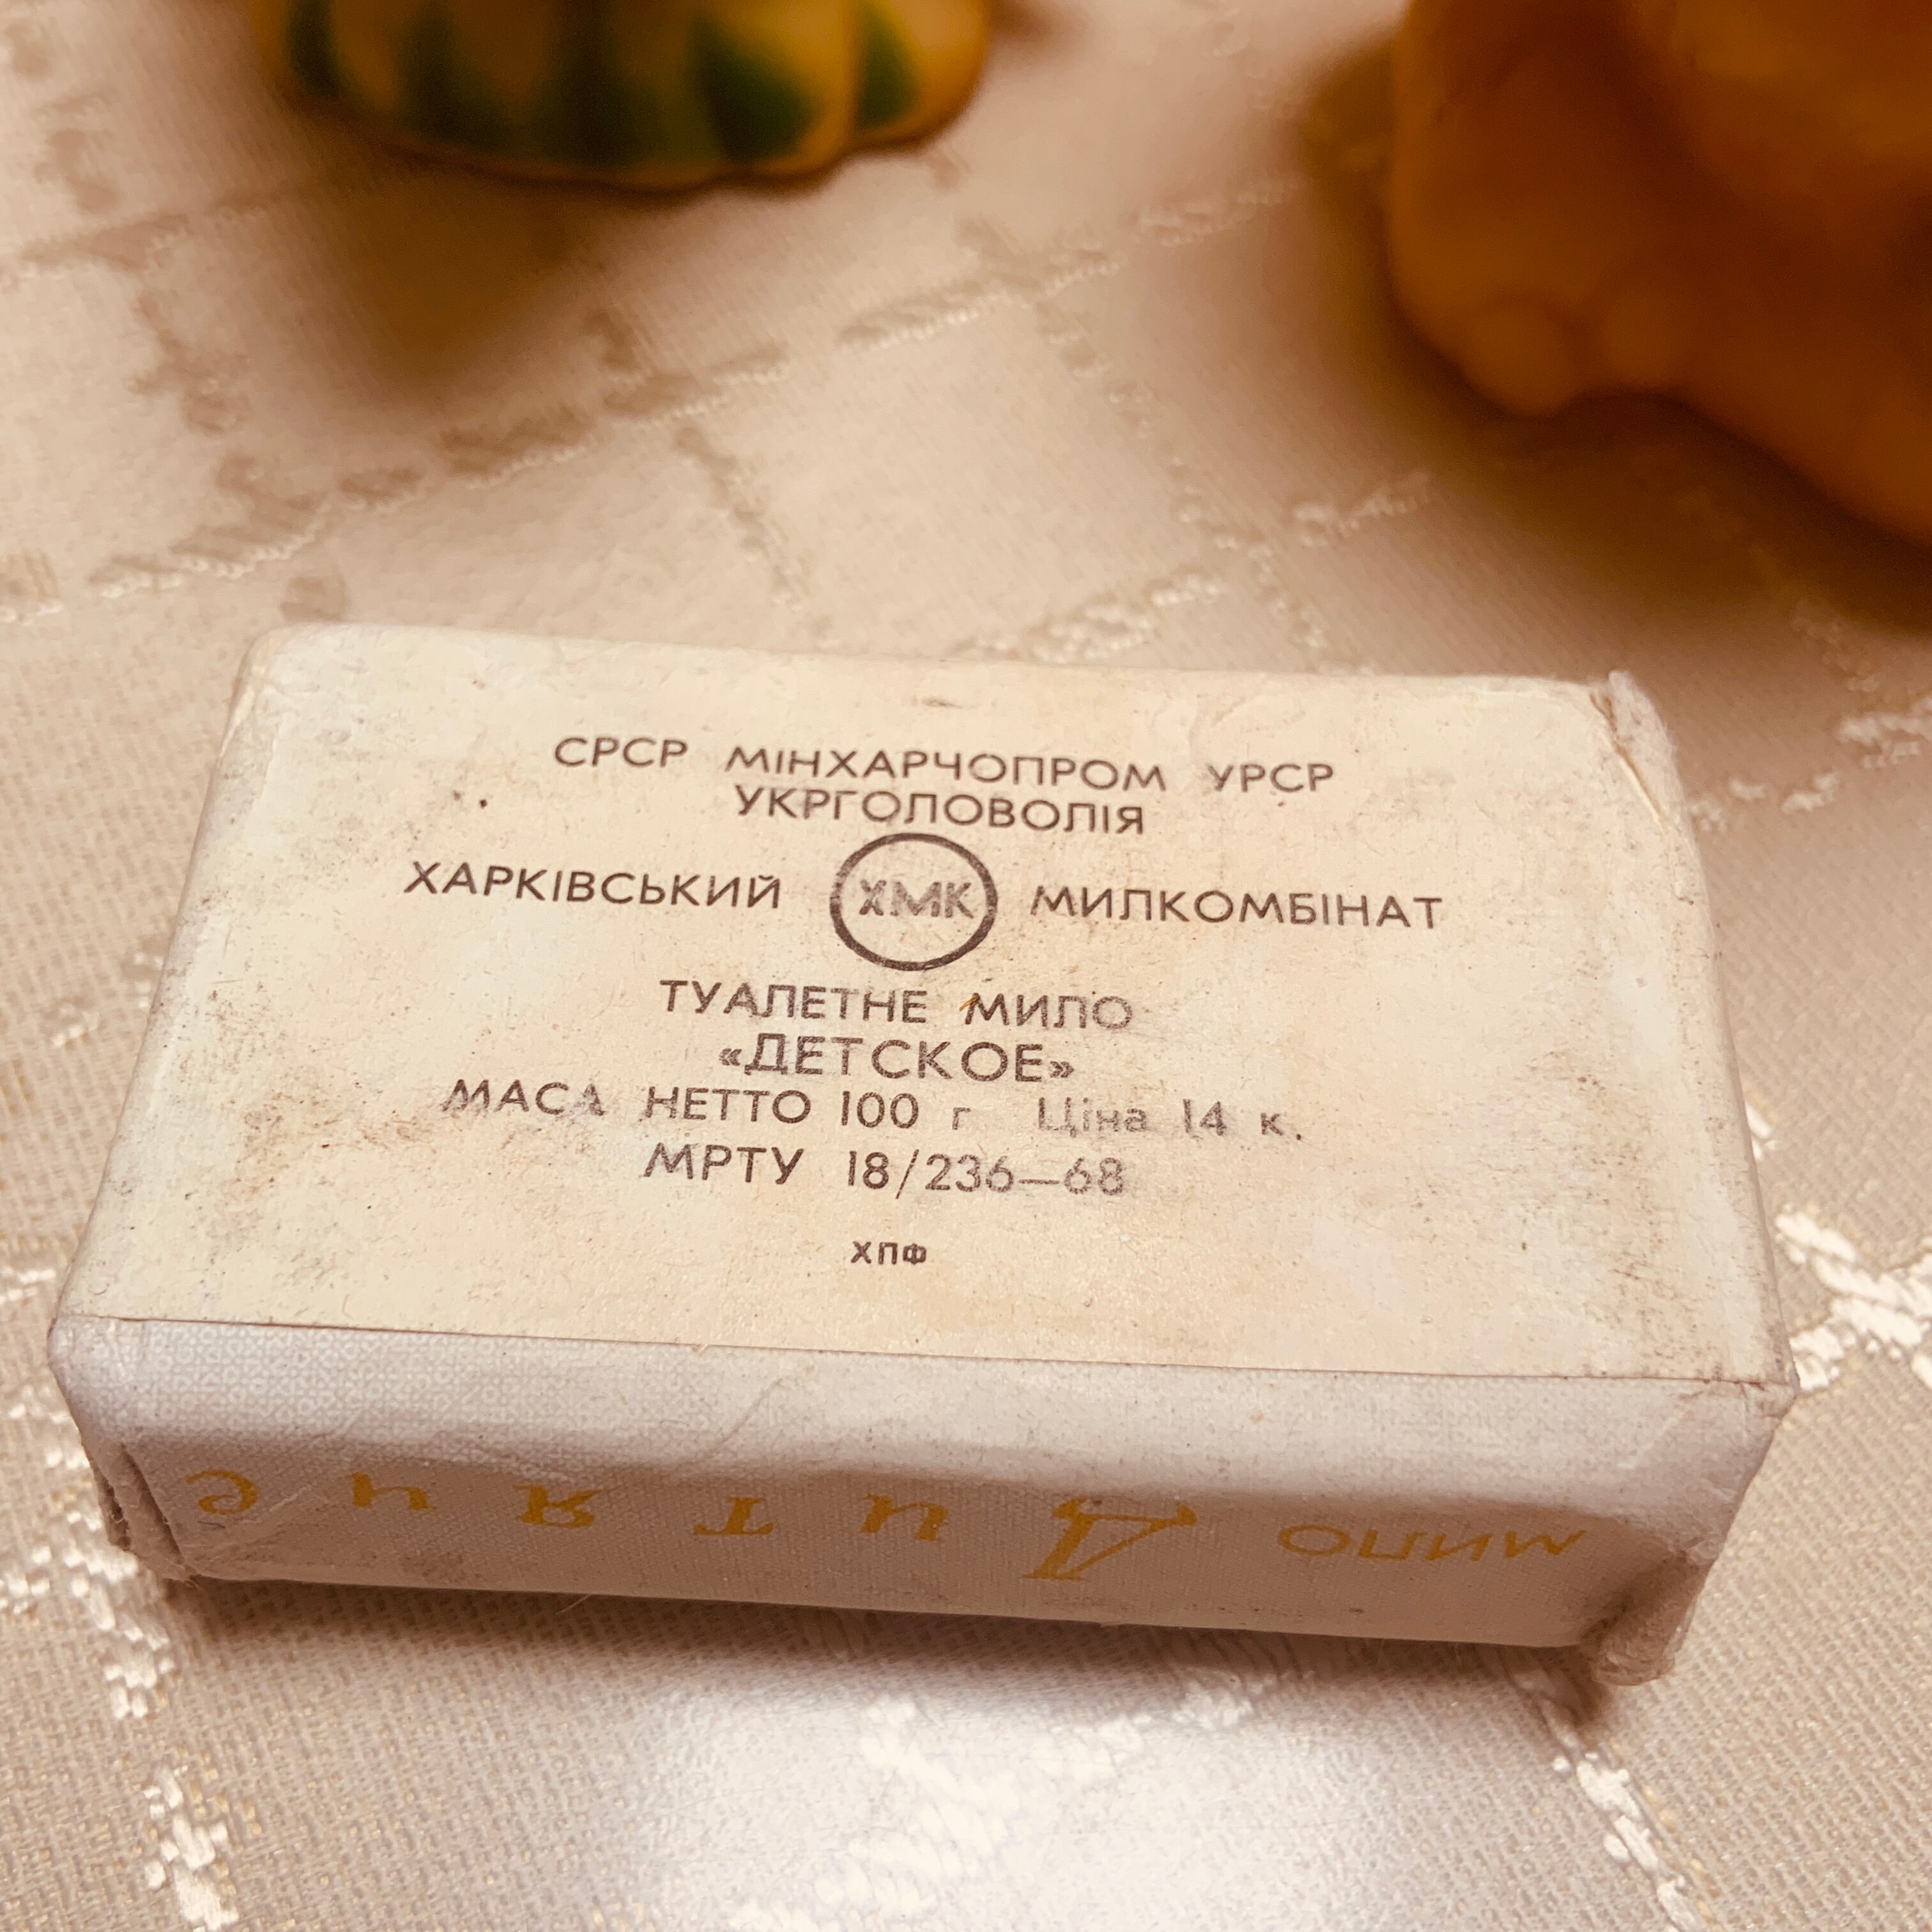 СРСР МІНХАРЧОПРОМ УРСР
УКРГОЛОВОЛІЯ
ХАРКІВСЬКИЙ ХМК МИЛКОМБІНАТ
ТУАЛЕТНЕ МИЛО
«ДЕТСКОЕ»
МАСА НЕТТО 100 г Ціна 14 к.
МРТУ 18/236—68
ХПФ
МИЛО Дитяче